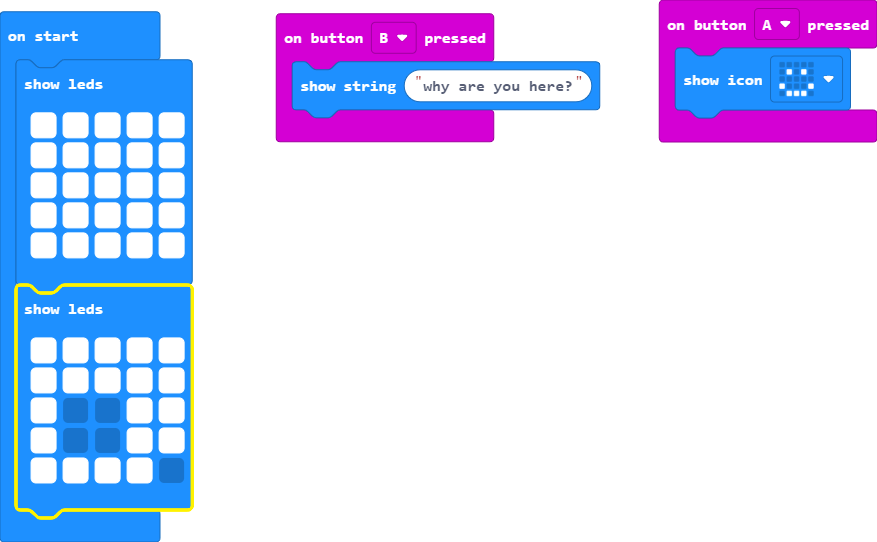 on start
show leds
show leds
on button B pressed
show string "why are you here?"
on button A pressed
show icon